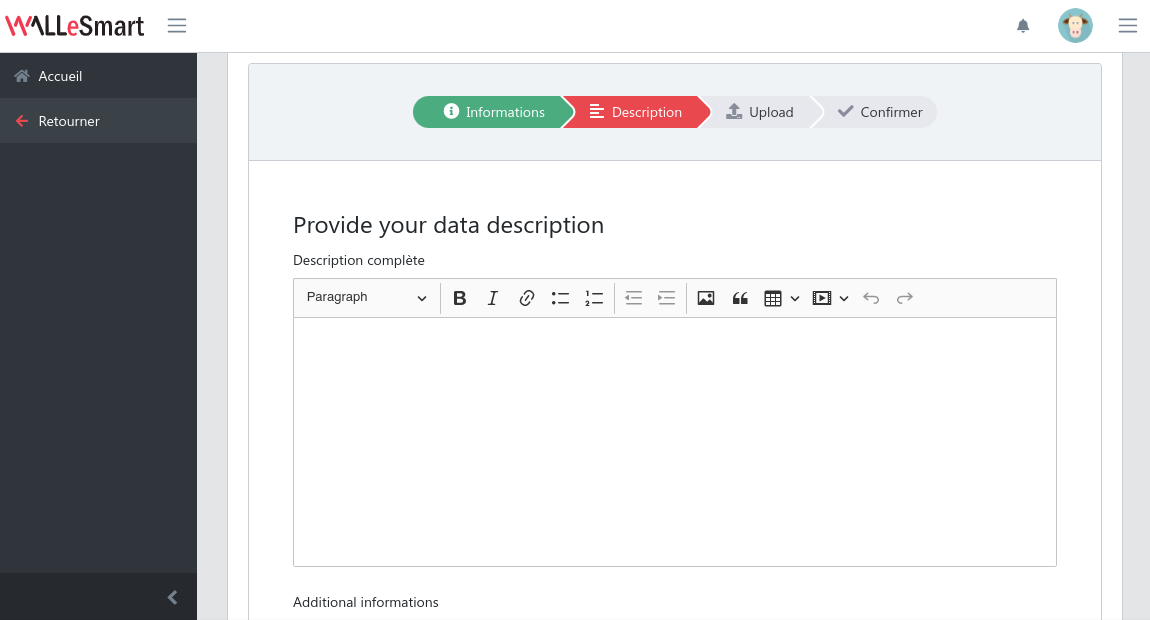 WALLeSmart
Accueil
Retourner
Informations Description Upload Confirmer
Provide your data description
Description complète
Paragraph
Additional informations